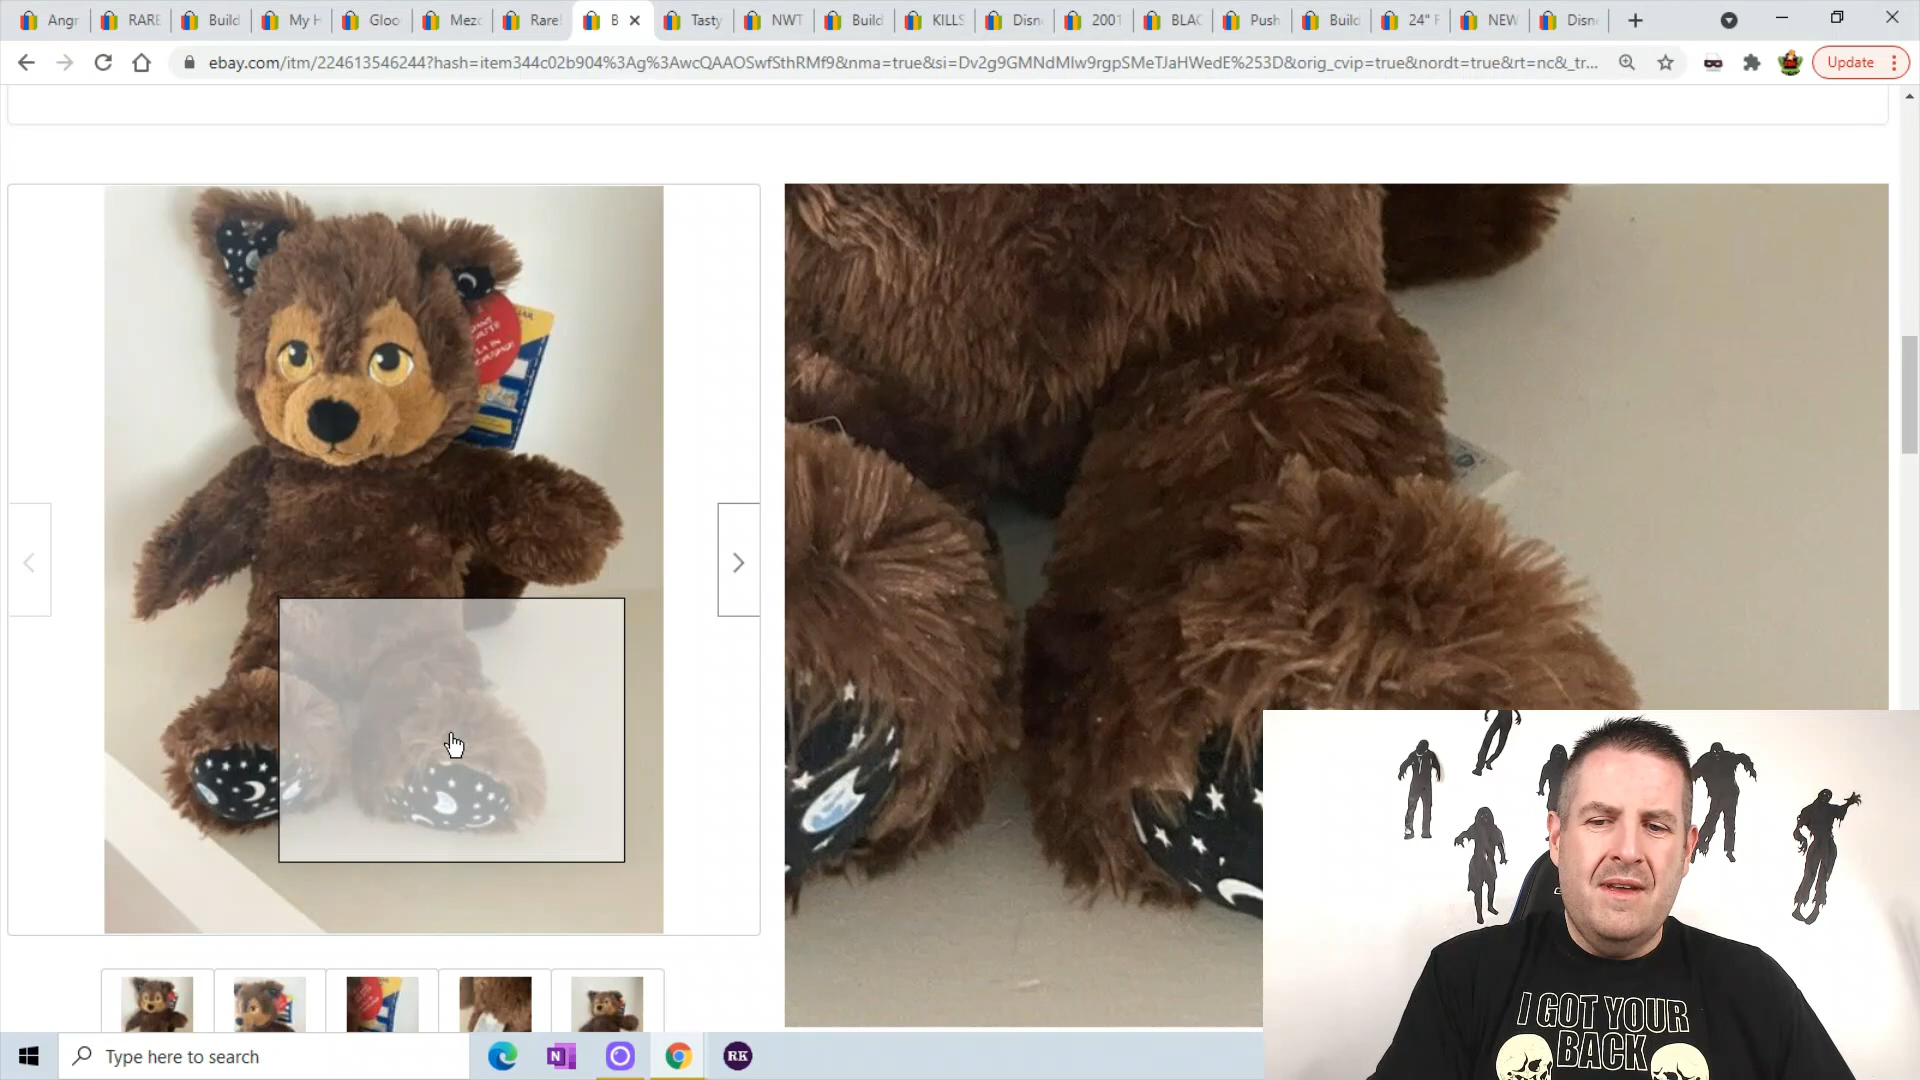 Angr
RARE
Build
My H
Gloo
Mezc
Rare!
B
Tasty
NWT
Build
KILLS
Disn
2001
BLAC
Push
Build
24" F
NEW
Disn
ebay.com/itm/224613546244?hash=item344c02b904%3Ag%3AwcQAAOSwfSthRMf9&nma=true&si=Dv2g9GMNdMlw9rgpSMeTJaHWedE%253D&orig_cvip=true&nordt=true&rt=nc&_tr...
Update
Type here to search
N
RK
I GOT YOUR
BACK